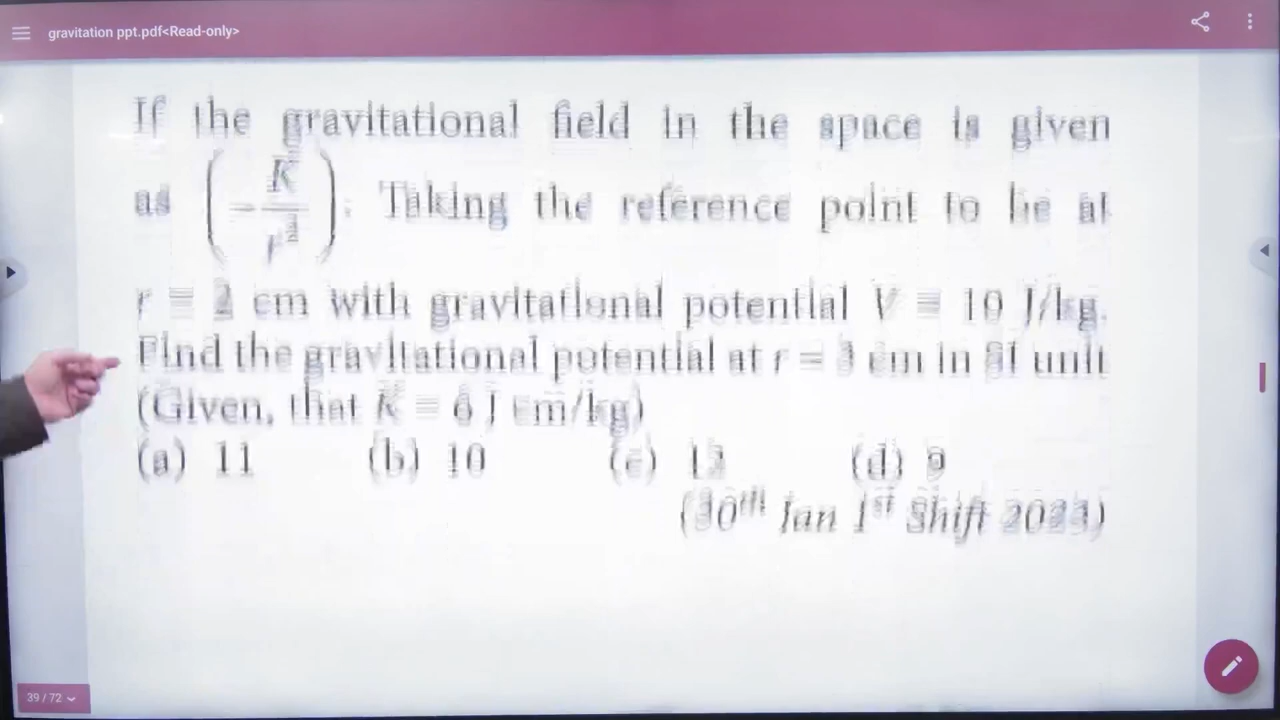 gravitation ppt.pdf<Read-only>
If the gravitational field in the space is given
as (-K/r²). Taking the reference point to be at
r = 2 cm with gravitational potential V = 10 J/kg.
Find the gravitational potential at r = 3 cm in SI unit
(Given, that K = 6 J cm/kg)
(a) 11 (b) 10 (c) 12 (d) 9
(30th Jan 1st Shift 2023)
39 / 72